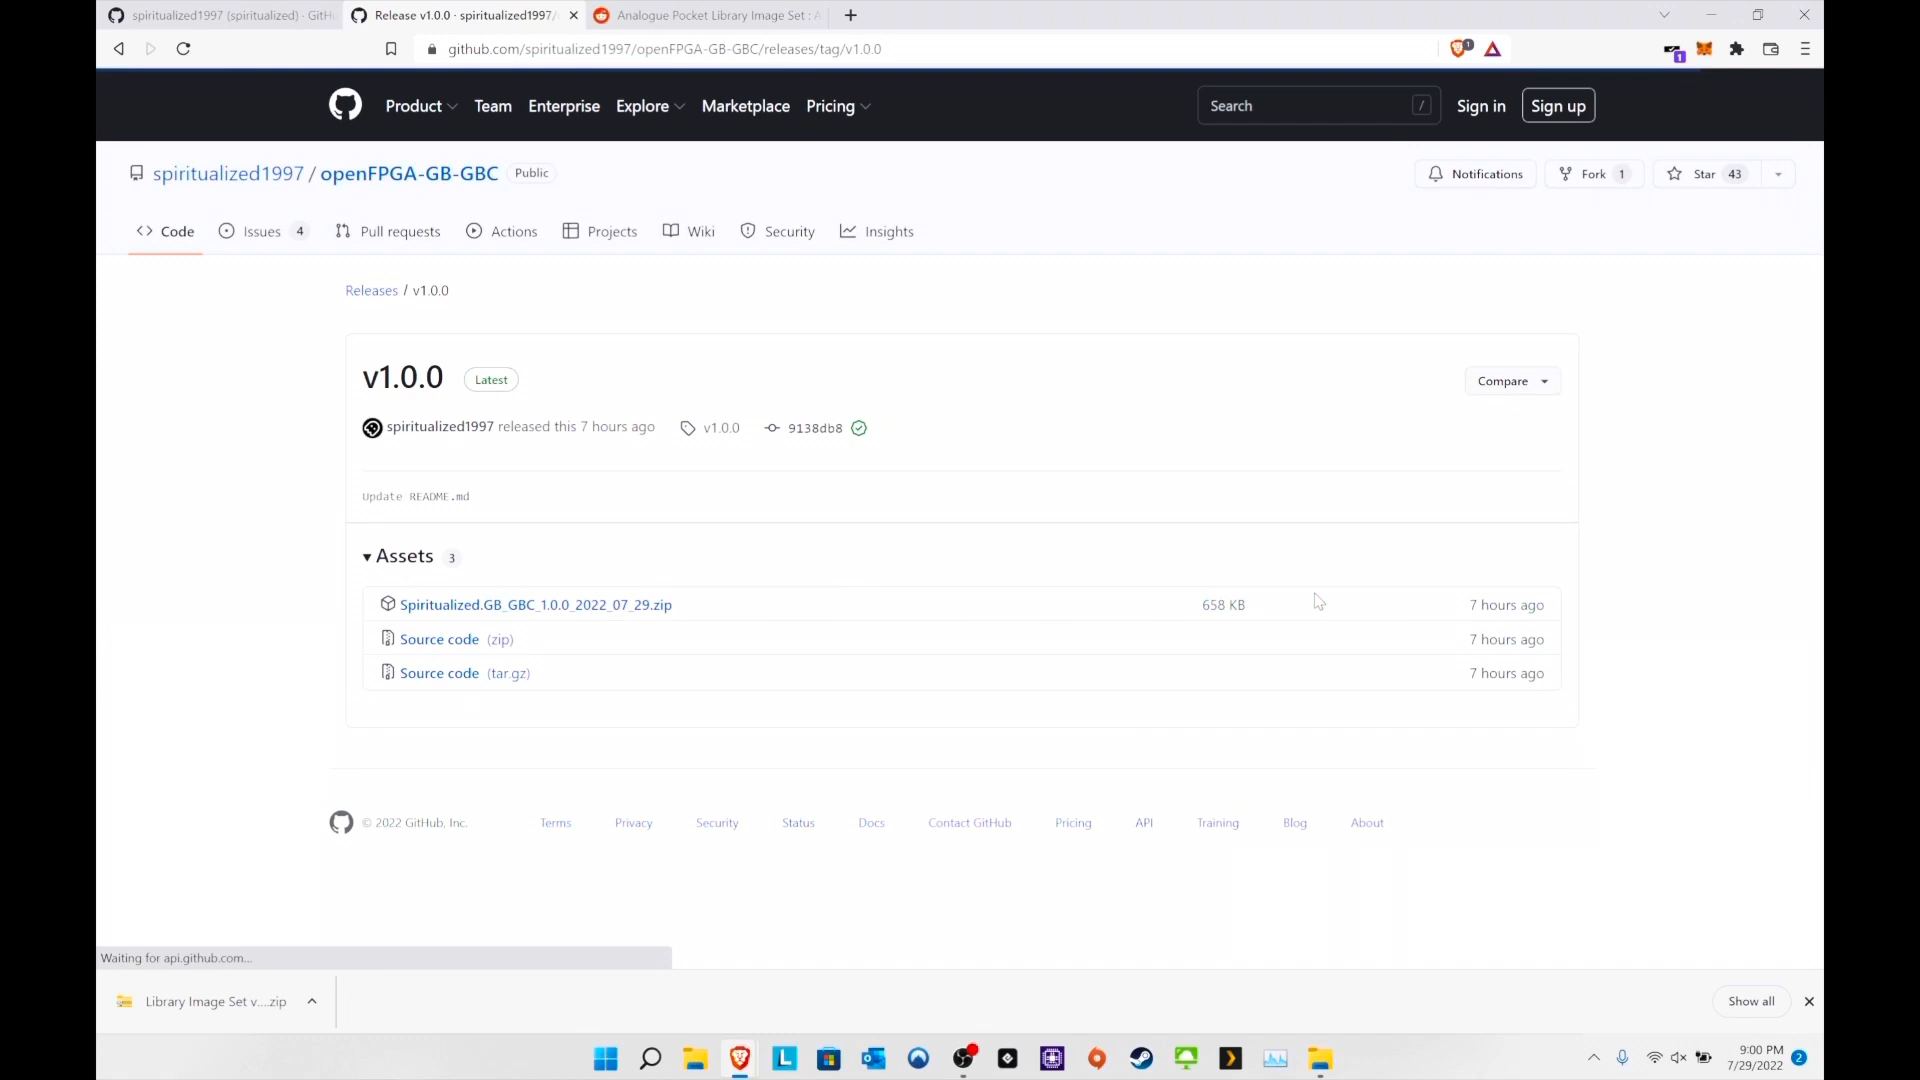 spiritualized1997 (spiritualized) · GitH
Release v1.0.0 · spiritualized1997/
Analogue Pocket Library Image Set : A
github.com/spiritualized1997/openFPGA-GB-GBC/releases/tag/v1.0.0
1
1
Product Team Enterprise Explore Marketplace Pricing
Search /
Sign in Sign up
spiritualized1997 / openFPGA-GB-GBC Public
Notifications Fork 1 Star 43
Code Issues 4 Pull requests Actions Projects Wiki Security Insights
Releases / v1.0.0
v1.0.0 Latest
Compare
spiritualized1997 released this 7 hours ago v1.0.0 9138db8
Update README.md
Assets 3
Spiritualized.GB_GBC_1.0.0_2022_07_29.zip 658 KB 7 hours ago
Source code (zip) 7 hours ago
Source code (tar.gz) 7 hours ago
© 2022 GitHub, Inc. Terms Privacy Security Status Docs Contact GitHub Pricing API Training Blog About
Waiting for api.github.com...
Library Image Set v....zip
Show all
L
9:00 PM
7/29/2022
2